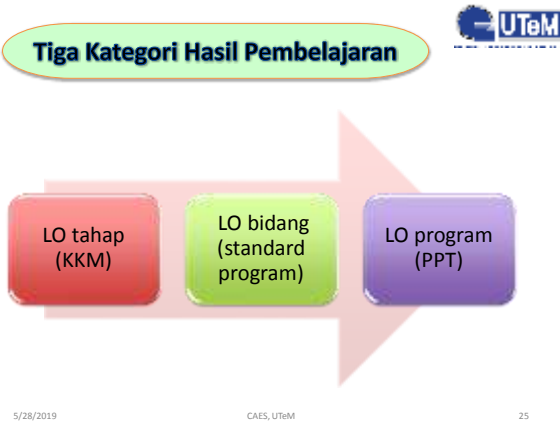 Tiga Kategori Hasil Pembelajaran
UTeM
LO tahap
(KKM)
LO bidang
(standard
program)
LO program
(PPT)
5/28/2019
CAES, UTeM
25